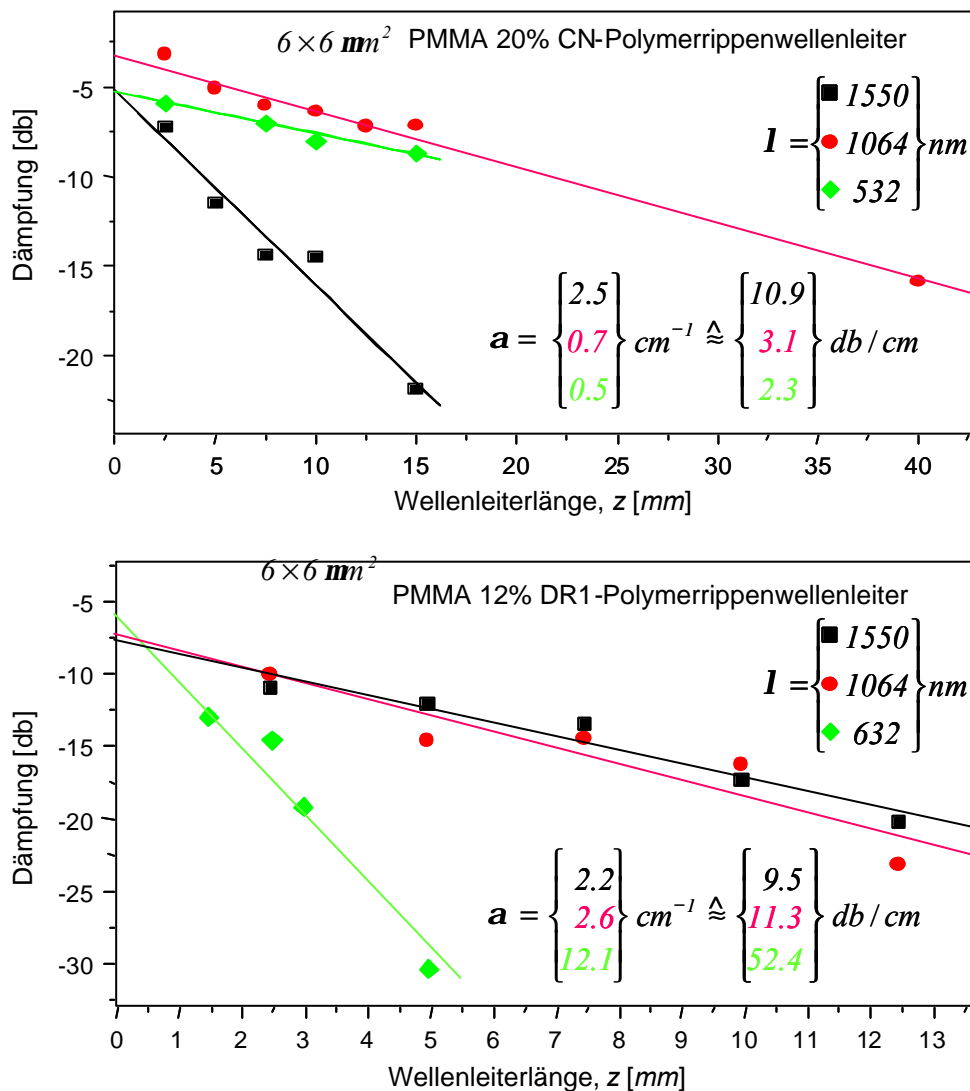 6×6 mm² PMMA 20% CN-Polymerrippenwellenleiter
-5
-10
-15
-20
Dämpfung [db]
l = { 1550 1064 532 } nm
a = { 2.5 0.7 0.5 } cm⁻¹ ≙≈ { 10.9 3.1 2.3 } db/cm
0 5 10 15 20 25 30 35 40
Wellenleiterlänge, z [mm]
6×6 mm²
PMMA 12% DR1-Polymerrippenwellenleiter
-5
-10
-15
-20
-25
-30
Dämpfung [db]
l = { 1550 1064 632 } nm
a = { 2.2 2.6 12.1 } cm⁻¹ ≙≈ { 9.5 11.3 52.4 } db/cm
0 1 2 3 4 5 6 7 8 9 10 11 12 13
Wellenleiterlänge, z [mm]